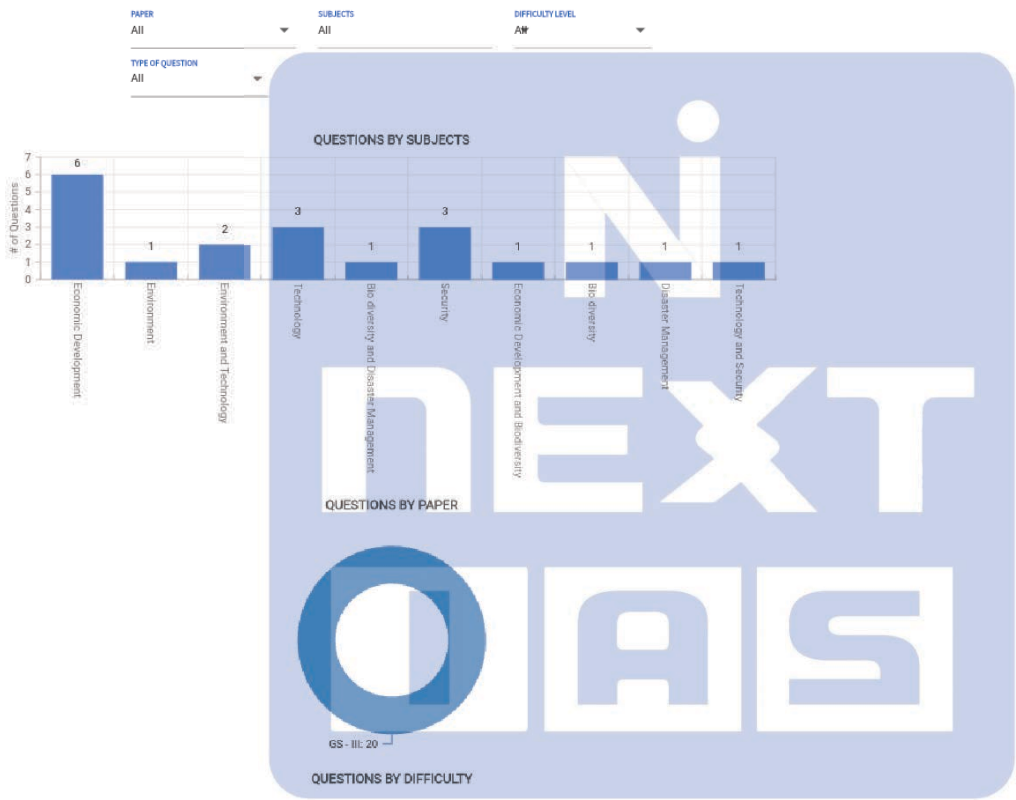 PAPER
All
SUBJECTS
All
DIFFICULTY LEVEL
All
TYPE OF QUESTION
All
QUESTIONS BY SUBJECTS
# of Questions
7
6
5
4
3
2
1
0
6
1
2
3
1
3
1
1
1
1
Economic Development
Environment
Environment and Technology
Technology
Bio diversity and Disaster Management
Security
Economic Development and Biodiversity
Bio diversity
Disaster Management
Technology and Security
NEXT
IAS
QUESTIONS BY PAPER
GS - III: 20
QUESTIONS BY DIFFICULTY